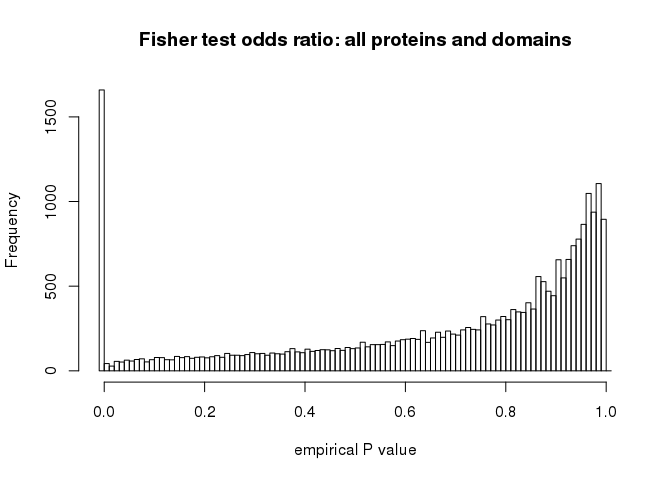 Fisher test odds ratio: all proteins and domains
Frequency
1500
1000
500
0
0.0 0.2 0.4 0.6 0.8 1.0
empirical P value